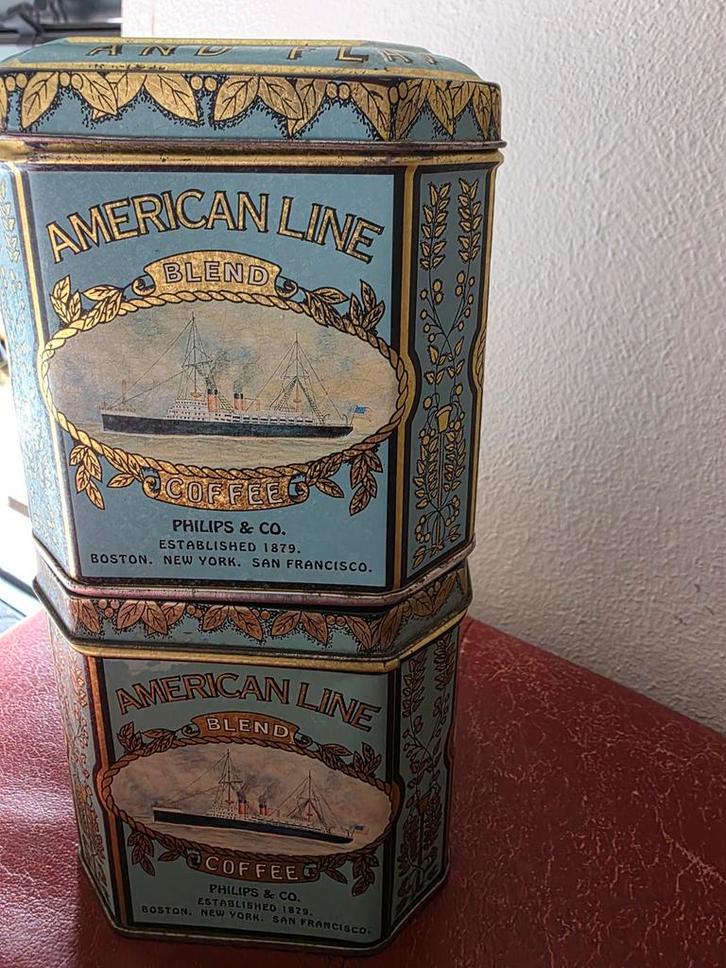 AND
AMERICAN LINE
BLEND
COFFEE
PHILIPS & CO.
ESTABLISHED 1879.
BOSTON. NEW YORK. SAN FRANCISCO.
AMERICAN LINE
BLEND
COFFEE
PHILIPS & CO.
ESTABLISHED 1879.
BOSTON. NEW YORK. SAN FRANCISCO.